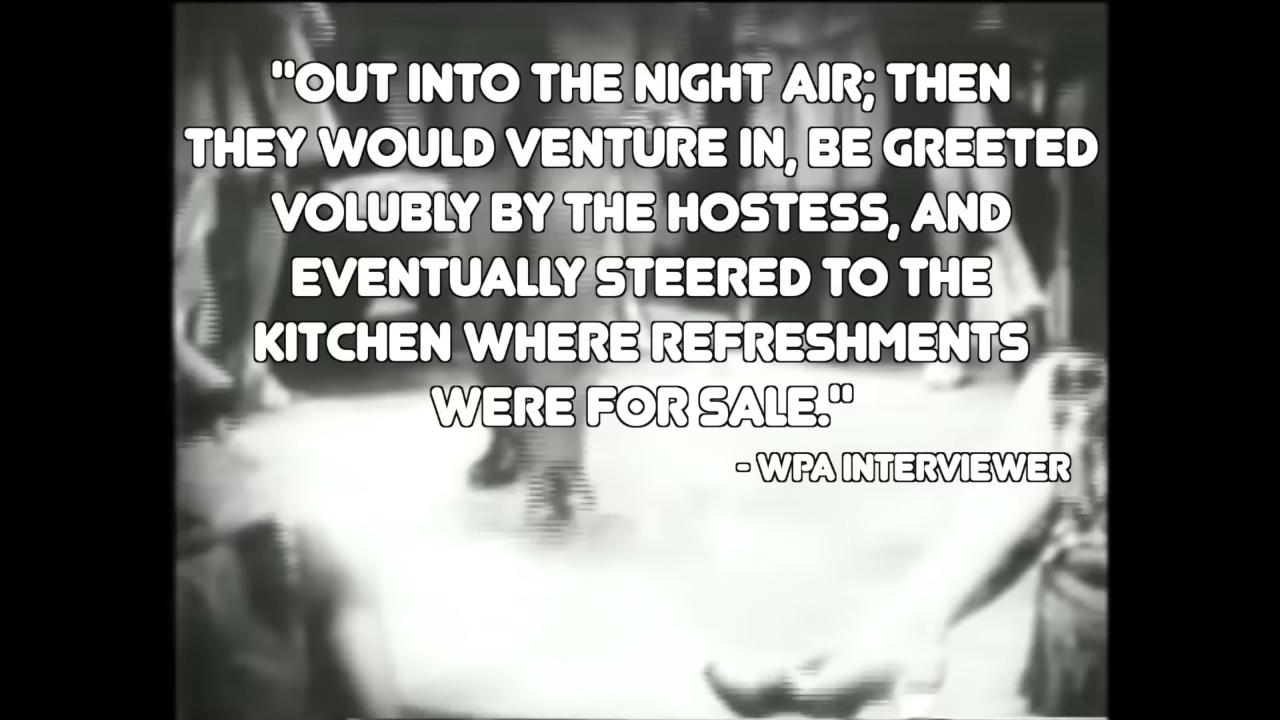 "OUT INTO THE NIGHT AIR; THEN
THEY WOULD VENTURE IN, BE GREETED
VOLUBLY BY THE HOSTESS, AND
EVENTUALLY STEERED TO THE
KITCHEN WHERE REFRESHMENTS
WERE FOR SALE."
- WPA INTERVIEWER